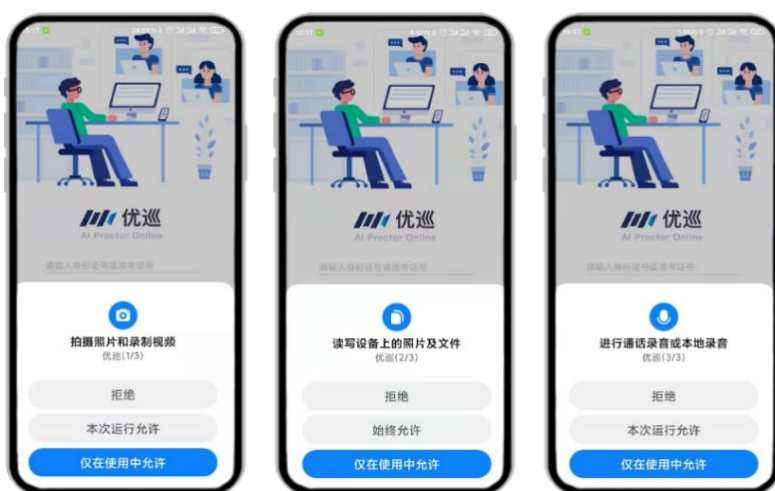 15:17
优巡
AI Proctor Online
请输入身份证号或准考证号
拍摄照片和录制视频
优巡(1/3)
拒绝
本次运行允许
仅在使用中允许
15:17
优巡
AI Proctor Online
请输入身份证号或准考证号
读写设备上的照片及文件
优巡(2/3)
拒绝
始终允许
仅在使用中允许
15:17
优巡
AI Proctor Online
请输入身份证号或准考证号
进行通话录音或本地录音
优巡(3/3)
拒绝
本次运行允许
仅在使用中允许